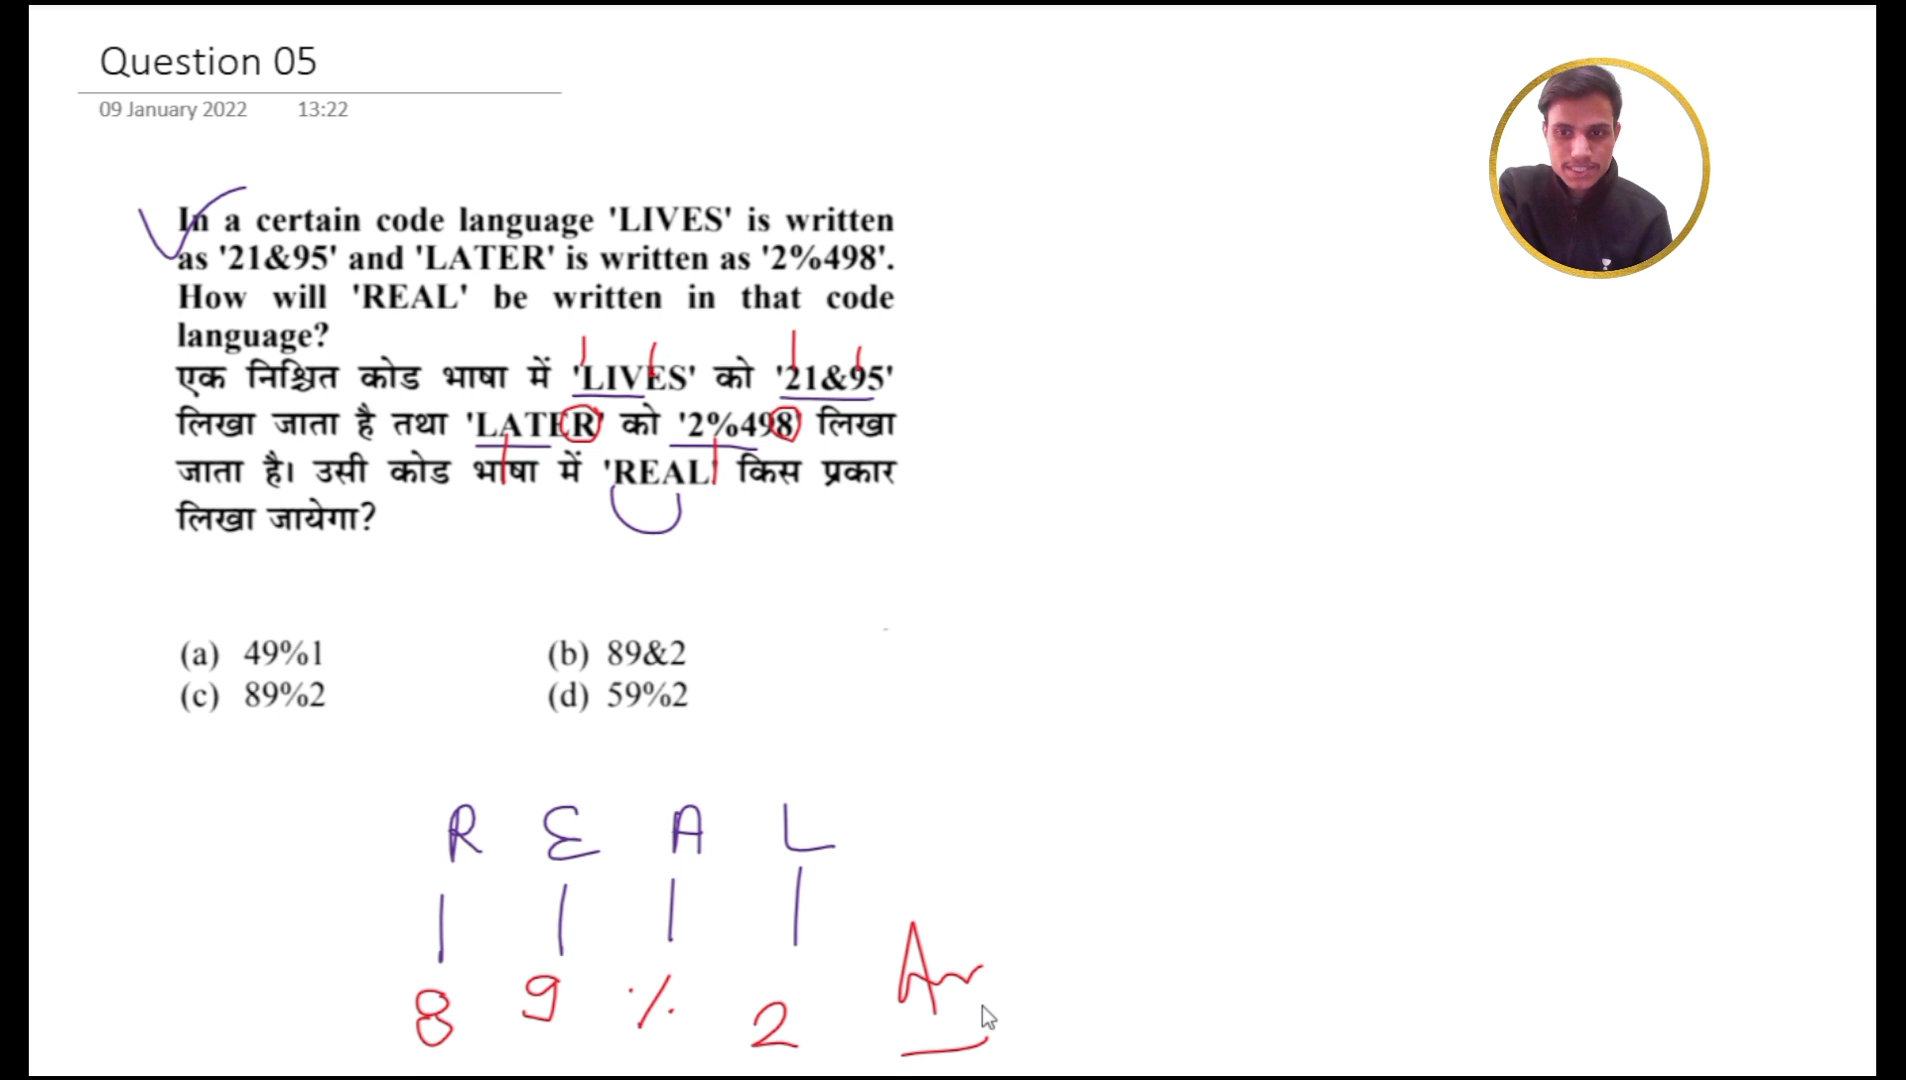 Question 05
09 January 2022 13:22
In a certain code language 'LIVES' is written
as '21&95' and 'LATER' is written as '2%498'.
How will 'REAL' be written in that code
language?
एक निश्चित कोड भाषा में 'LIVES' को '21&95'
लिखा जाता है तथा 'LATER' को '2%498' लिखा
जाता है। उसी कोड भाषा में 'REAL' किस प्रकार
लिखा जायेगा?
(a) 49%1 (b) 89&2
(c) 89%2 (d) 59%2
R E A L
8 9 % 2